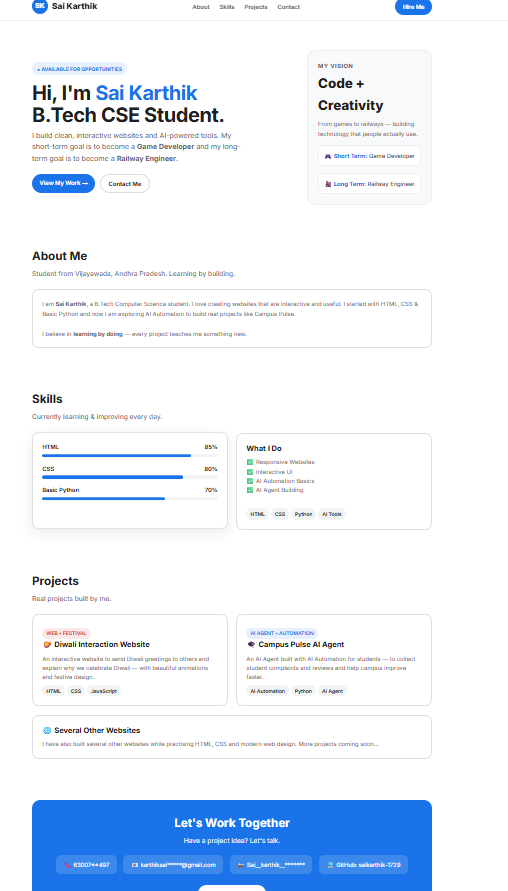 SK Sai Karthik
About Skills Projects Contact
Hire Me
• AVAILABLE FOR OPPORTUNITIES
Hi, I'm Sai Karthik
B.Tech CSE Student.
I build clean, interactive websites and AI-powered tools. My
short-term goal is to become a Game Developer and my long-
term goal is to become a Railway Engineer.
View My Work →
Contact Me
MY VISION
Code +
Creativity
From games to railways — building
technology that people actually use.
🎮 Short Term: Game Developer
🚂 Long Term: Railway Engineer
About Me
Student from Vijayawada, Andhra Pradesh. Learning by building.
I am Sai Karthik, a B.Tech Computer Science student. I love creating websites that are interactive and useful. I started with HTML, CSS &
Basic Python and now I am exploring AI Automation to build real projects like Campus Pulse.
I believe in learning by doing — every project teaches me something new.
Skills
Currently learning & improving every day.
HTML 85%
CSS 80%
Basic Python 70%
What I Do
✅ Responsive Websites
✅ Interactive UI
✅ AI Automation Basics
✅ AI Agent Building
HTML CSS Python AI Tools
Projects
Real projects built by me.
WEB • FESTIVAL
Diwali Interaction Website
An interactive website to send Diwali greetings to others and
explain why we celebrate Diwali — with beautiful animations
and festive design.
HTML CSS JavaScript
AI AGENT • AUTOMATION
Campus Pulse AI Agent
An AI Agent built with AI Automation for students — to collect
student complaints and reviews and help campus improve
faster.
AI Automation Python AI Agent
🌐 Several Other Websites
I have also built several other websites while practising HTML, CSS and modern web design. More projects coming soon...
Let's Work Together
Have a project idea? Let's talk.
63007**497
karthiksai*****@gmail.com
Sai__karthik__*******
GitHub: saikarthik-1729